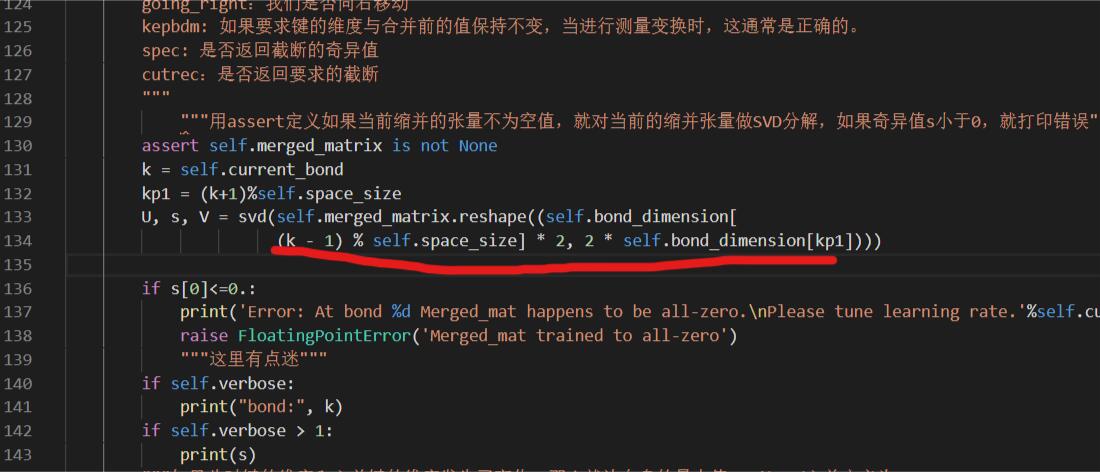 124 going_right: 我们是否向右移动
125 kepbdm: 如果要求键的维度与合并前的值保持不变，当进行测量变换时，这通常是正确的。
126 spec: 是否返回截断的奇异值
127 cutrec: 是否返回要求的截断
128 """
129 """用assert定义如果当前缩并的张量不为空值，就对当前的缩并张量做SVD分解，如果奇异值s小于0，就打印错误"
130 assert self.merged_matrix is not None
131 k = self.current_bond
132 kp1 = (k+1)%self.space_size
133 U, s, V = svd(self.merged_matrix.reshape((self.bond_dimension[
134 (k - 1) % self.space_size] * 2, 2 * self.bond_dimension[kp1])))
135
136 if s[0]<=0.:
137 print('Error: At bond %d Merged_mat happens to be all-zero.\nPlease tune learning rate.'%self.cu
138 raise FloatingPointError('Merged_mat trained to all-zero')
139 """这里有点迷"""
140 if self.verbose:
141 print("bond:", k)
142 if self.verbose > 1:
143 print(s)